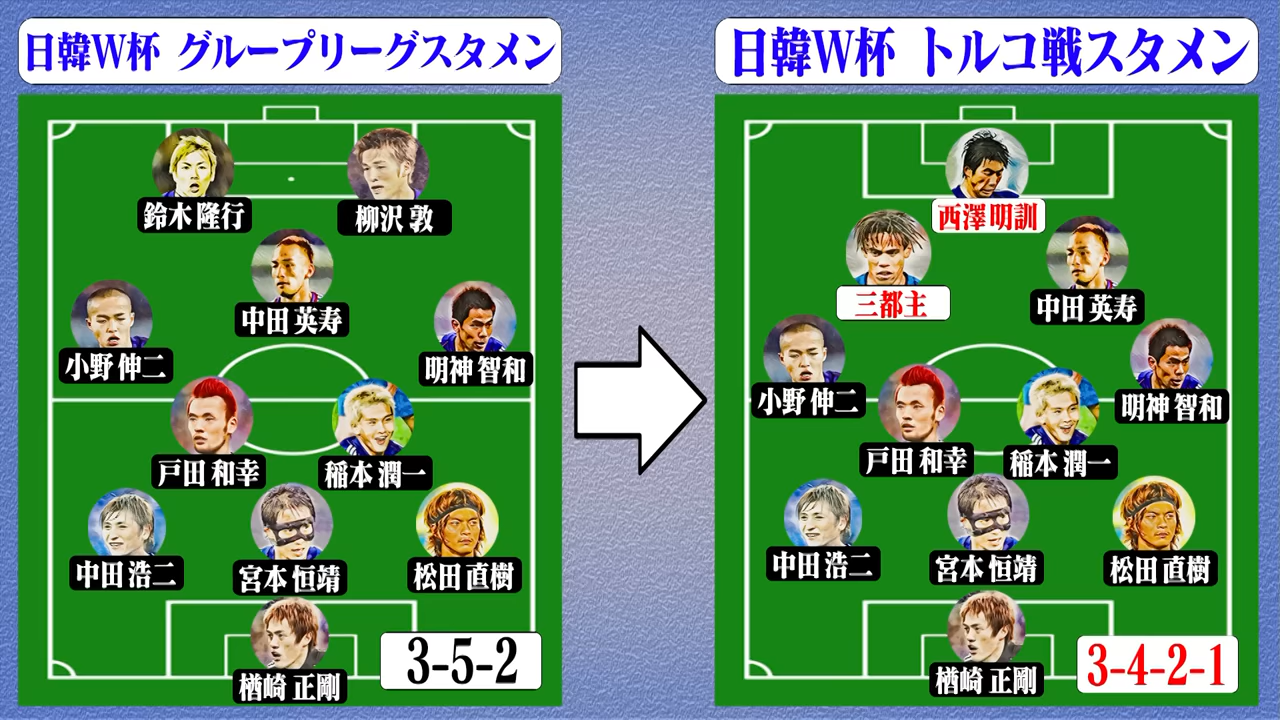 日韓W杯 グループリーグスタメン
鈴木 隆行
柳沢 敦
中田 英寿
小野 伸二
明神 智和
戸田 和幸
稲本 潤一
中田 浩二
宮本 恒靖
松田 直樹
楢崎 正剛
3-5-2
日韓W杯 トルコ戦スタメン
西澤 明訓
三都主
中田 英寿
小野 伸二
明神 智和
戸田 和幸
稲本 潤一
中田 浩二
宮本 恒靖
松田 直樹
楢崎 正剛
3-4-2-1